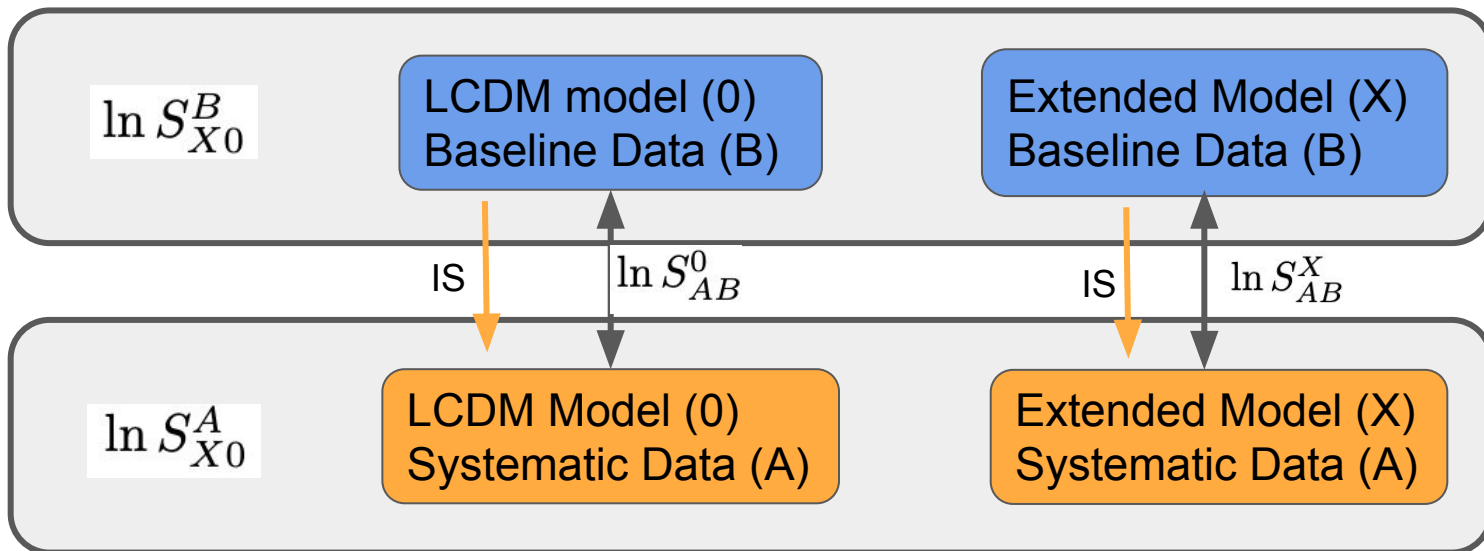 ln S^B_{X0}
LCDM model (0)
Baseline Data (B)
Extended Model (X)
Baseline Data (B)
IS
ln S^0_{AB}
IS
ln S^X_{AB}
ln S^A_{X0}
LCDM Model (0)
Systematic Data (A)
Extended Model (X)
Systematic Data (A)